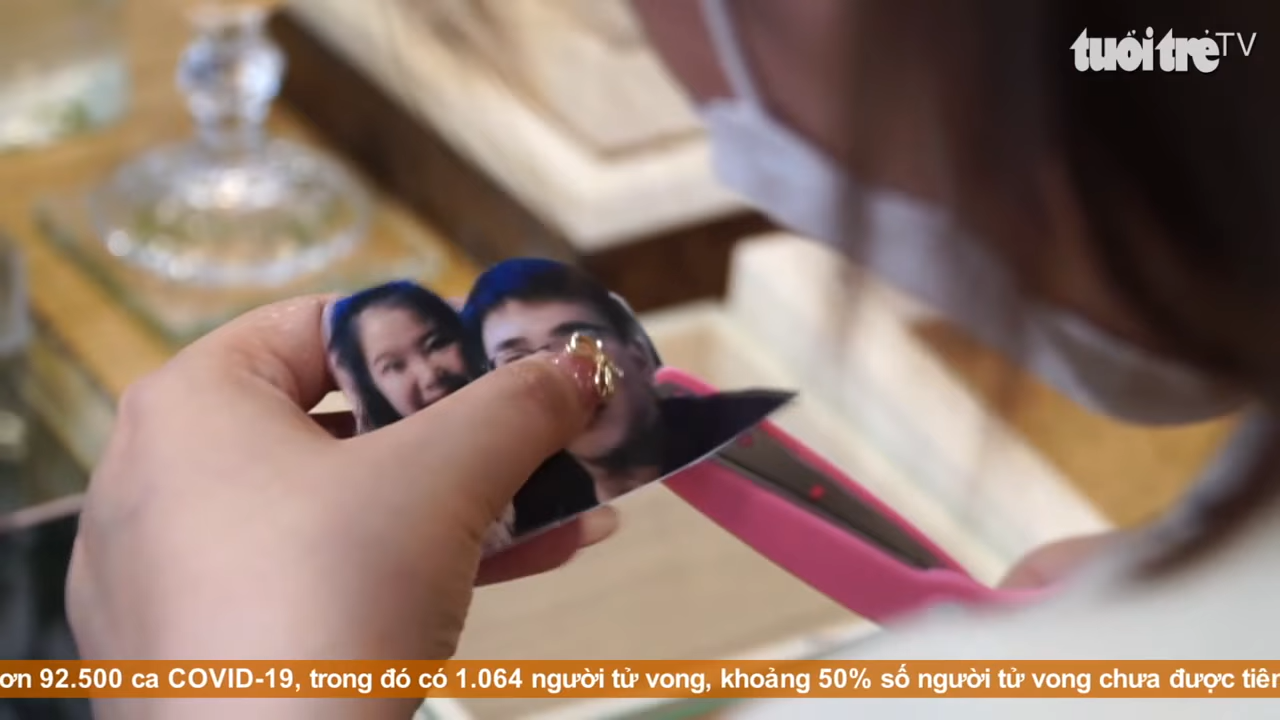 tuổi trẻ TV
ơn 92.500 ca COVID-19, trong đó có 1.064 người tử vong, khoảng 50% số người tử vong chưa được tiêm